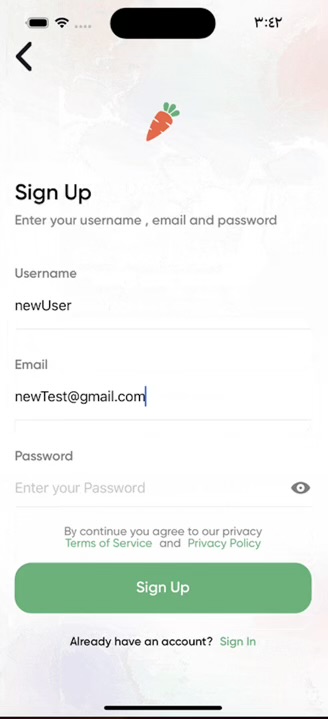 ٣:٤٢
Sign Up
Enter your username , email and password
Username
newUser
Email
newTest@gmail.com
Password
Enter your Password
By continue you agree to our privacy
Terms of Service and Privacy Policy
Sign Up
Already have an account? Sign In